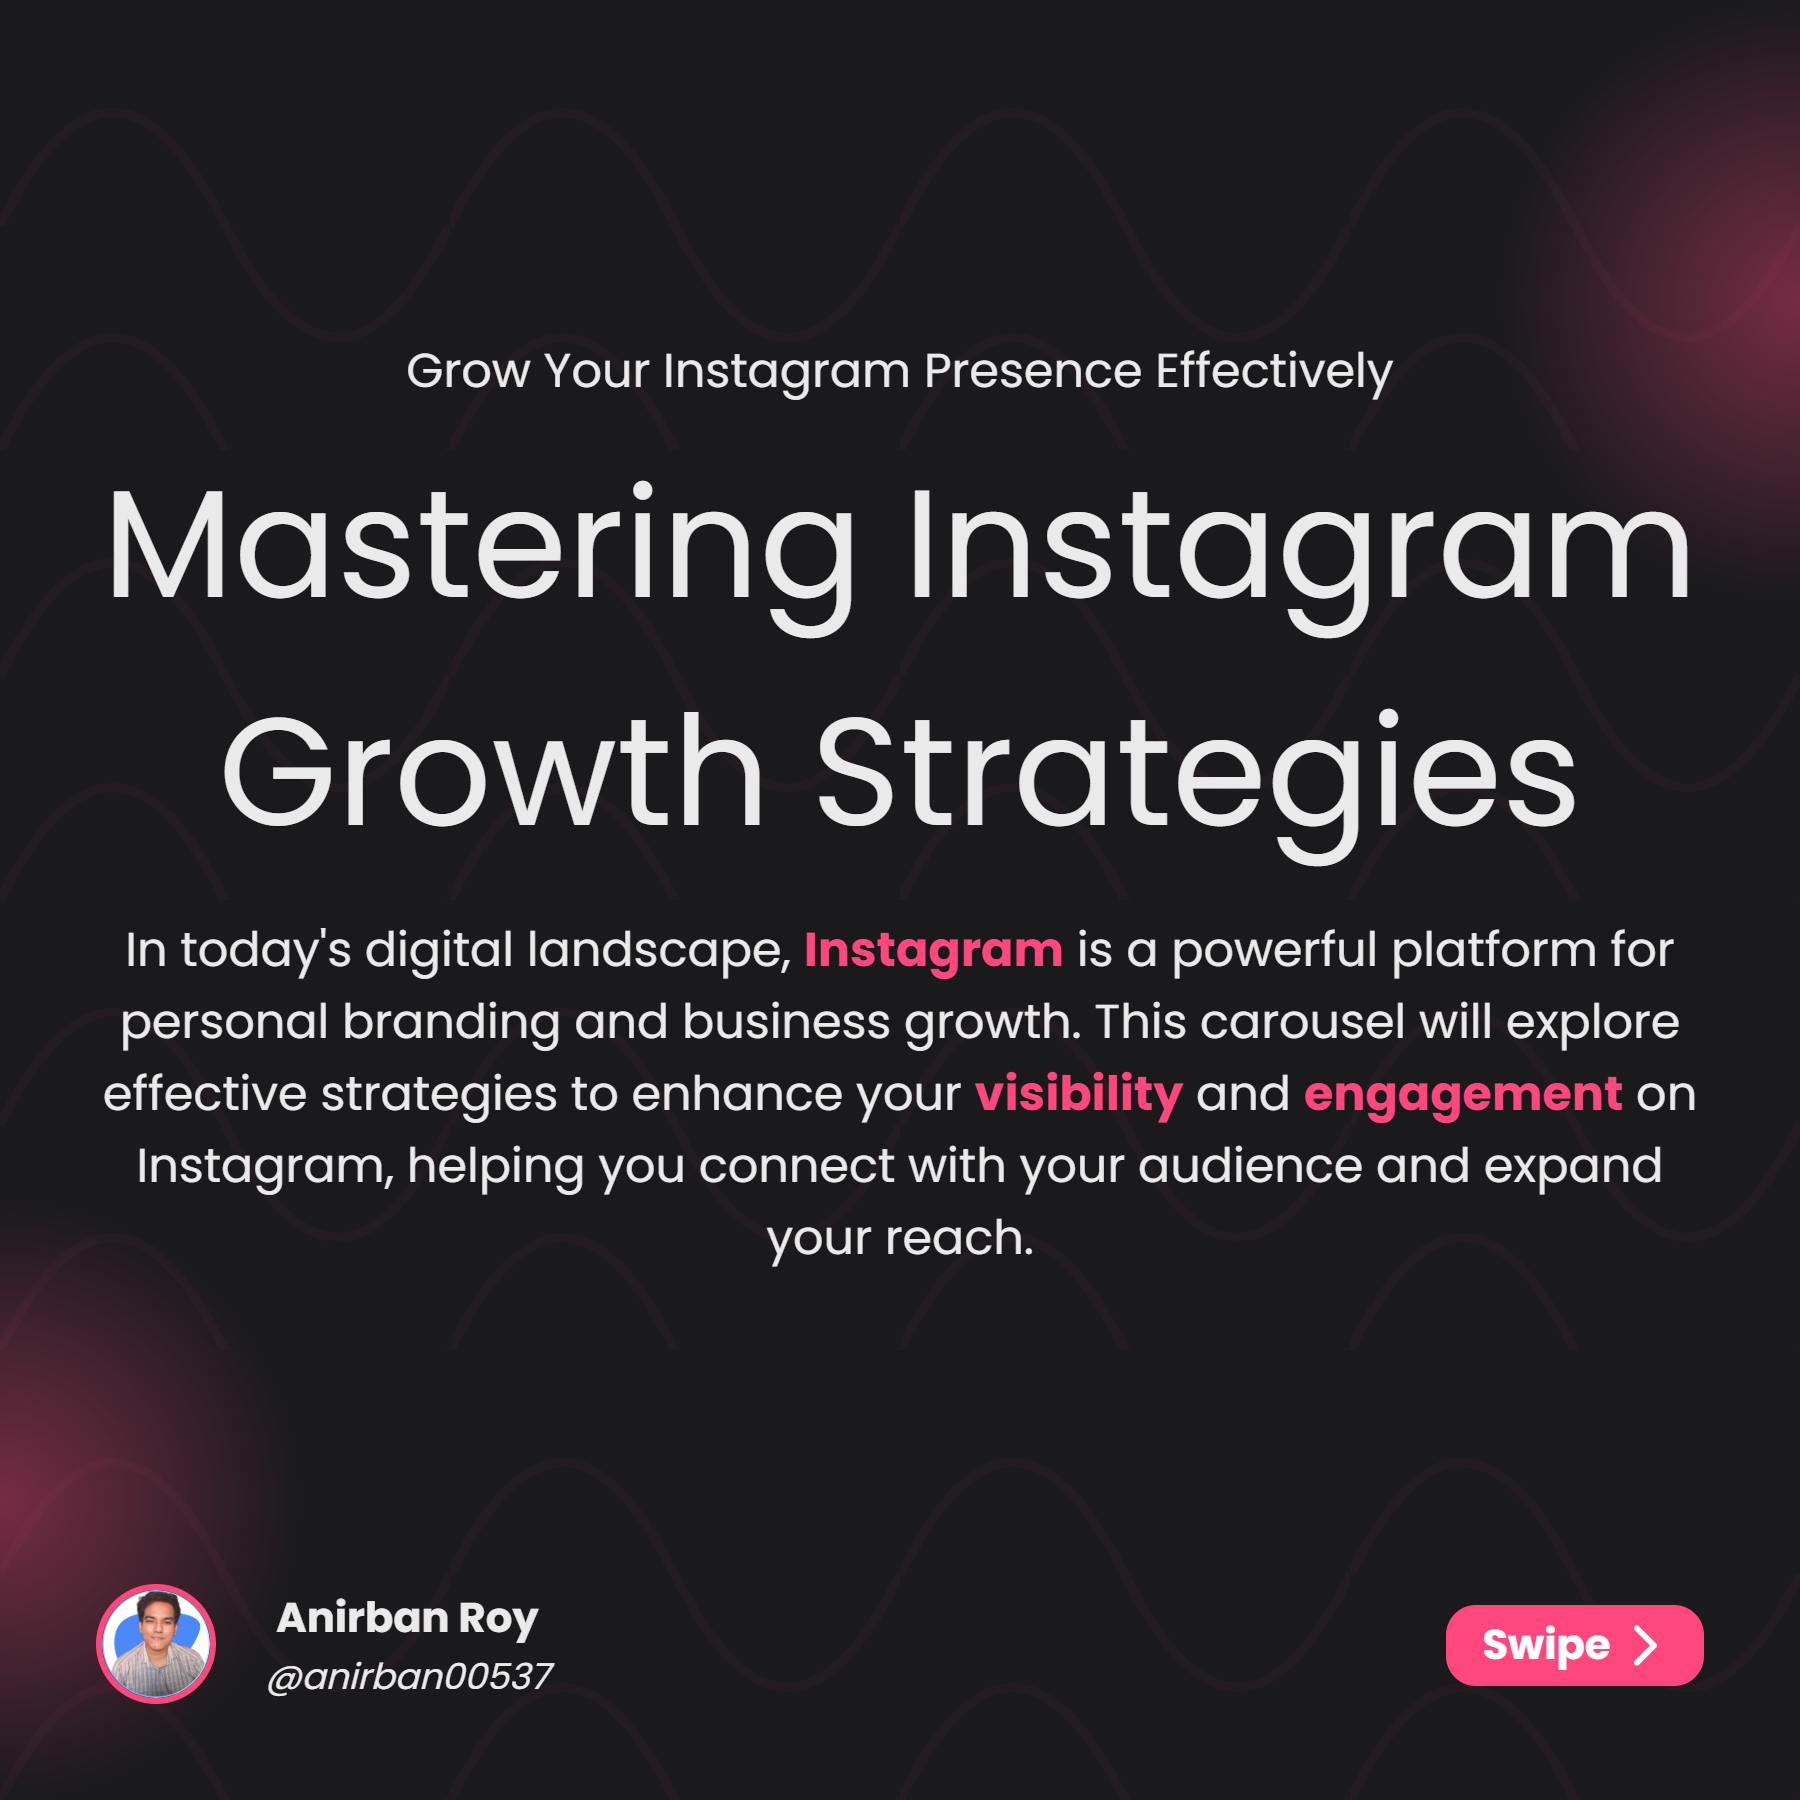 Grow Your Instagram Presence Effectively
Mastering Instagram
Growth Strategies
In today's digital landscape, Instagram is a powerful platform for
personal branding and business growth. This carousel will explore
effective strategies to enhance your visibility and engagement on
Instagram, helping you connect with your audience and expand
your reach.
Anirban Roy
@anirban00537
Swipe